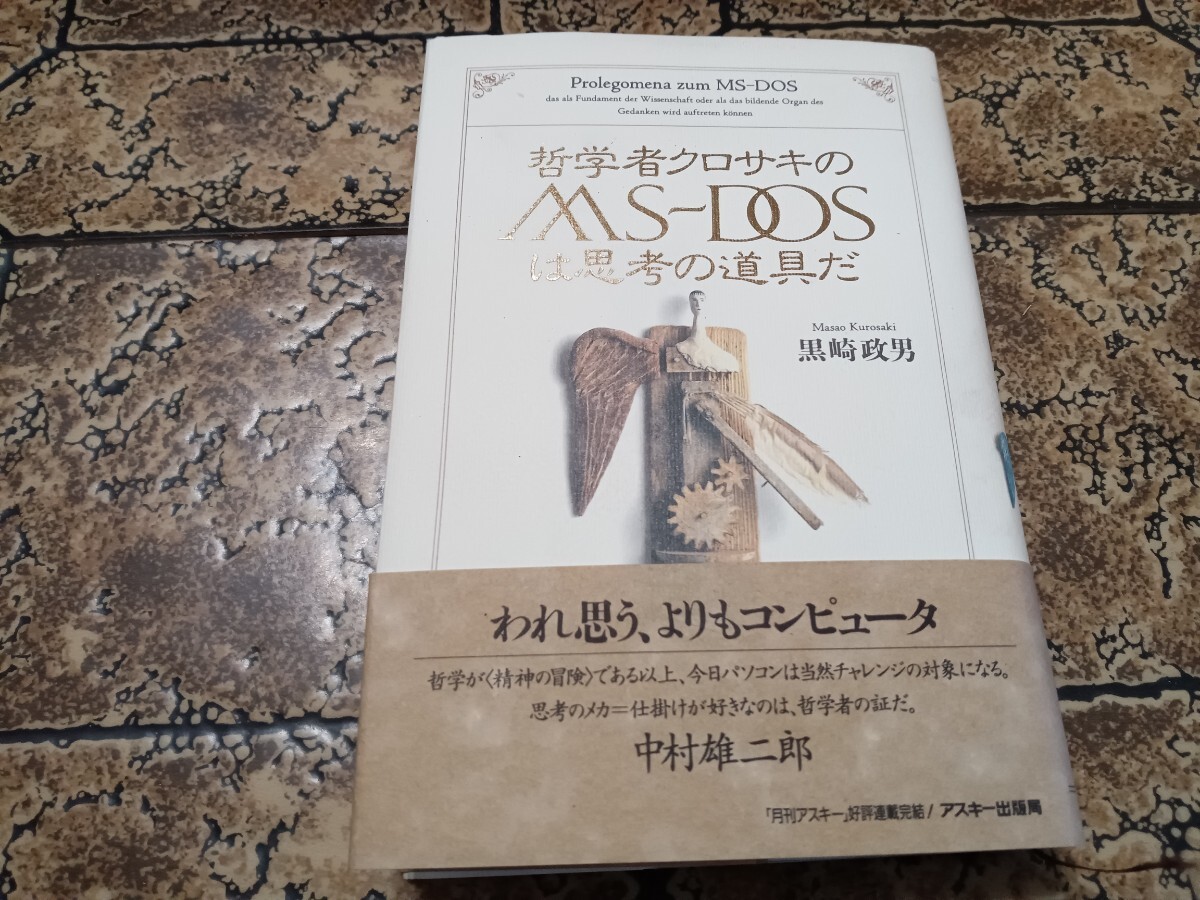 Prolegomena zum MS-DOS
das als Fundament der Wissenschaft oder als das bildende Organ des
Gedanken wird auftreten können
哲学者クロサキの
MS-DOS
は思考の道具だ
Masao Kurosaki
黒崎政男
われ思う、よりもコンピュータ
哲学が〈精神の冒険〉である以上、今日パソコンは当然チャレンジの対象になる。
思考のメカ=仕掛けが好きなのは、哲学者の証だ。
中村雄二郎
「月刊アスキー」好評連載完結/アスキー出版局